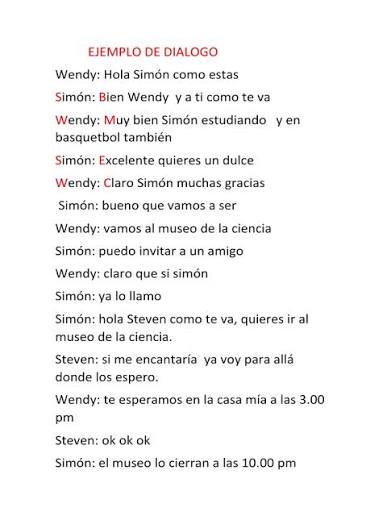 EJEMPLO DE DIALOGO
Wendy: Hola Simón como estas
Simón: Bien Wendy y a ti como te va
Wendy: Muy bien Simón estudiando y en
basquetbol también
Simón: Excelente quieres un dulce
Wendy: Claro Simón muchas gracias
Simón: bueno que vamos a ser
Wendy: vamos al museo de la ciencia
Simón: puedo invitar a un amigo
Wendy: claro que si simón
Simón: ya lo llamo
Simón: hola Steven como te va, quieres ir al
museo de la ciencia.
Steven: si me encantaría ya voy para allá
donde los espero.
Wendy: te esperamos en la casa mía a las 3.00
pm
Steven: ok ok ok
Simón: el museo lo cierran a las 10.00 pm